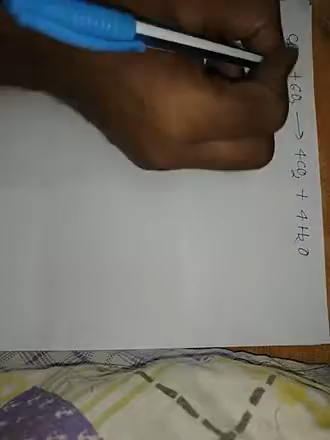 C + 6O₂ → 4CO₂ + 4H₂O